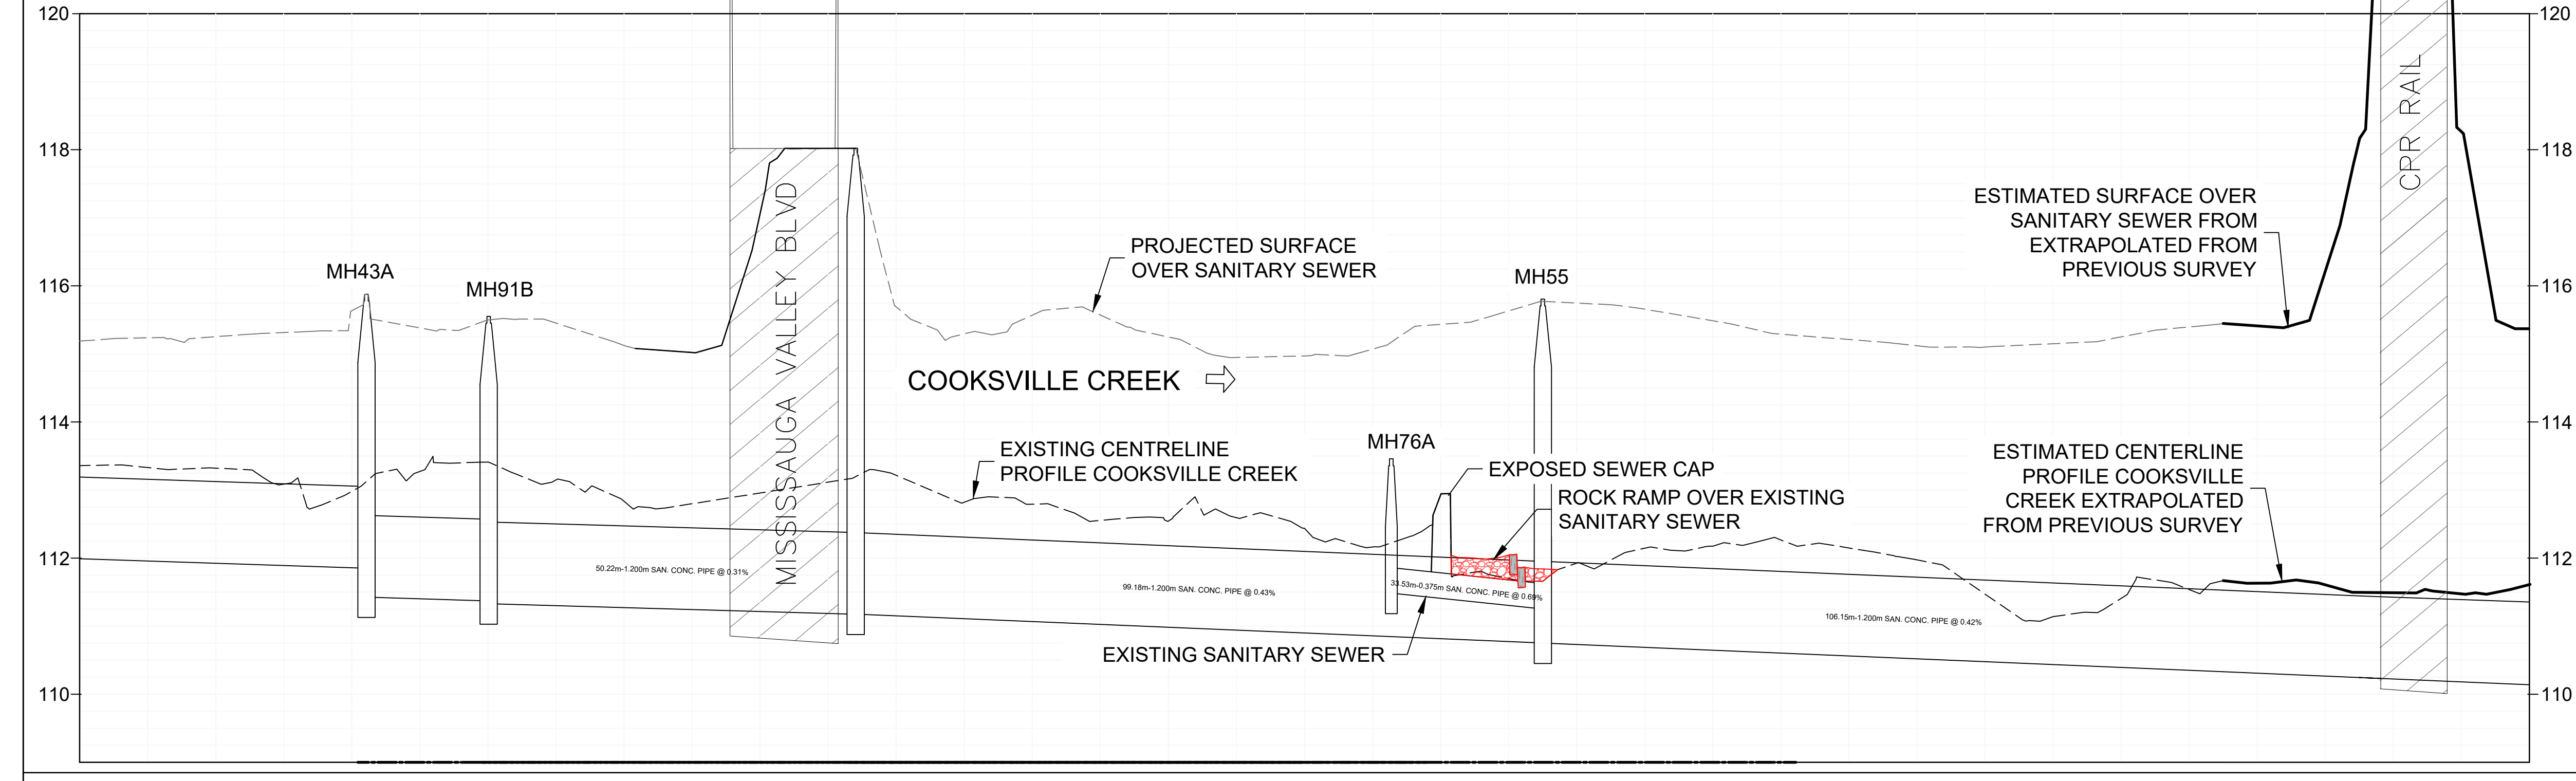 120
120
118
118
116
116
114
114
112
112
110
110
MH43A
MH91B
MISSISSAUGA VALLEY BLVD
PROJECTED SURFACE
OVER SANITARY SEWER
COOKSVILLE CREEK
MH55
CPR RAIL
ESTIMATED SURFACE OVER
SANITARY SEWER FROM
EXTRAPOLATED FROM
PREVIOUS SURVEY
EXISTING CENTRELINE
PROFILE COOKSVILLE CREEK
MH76A
EXPOSED SEWER CAP
ROCK RAMP OVER EXISTING
SANITARY SEWER
ESTIMATED CENTERLINE
PROFILE COOKSVILLE
CREEK EXTRAPOLATED
FROM PREVIOUS SURVEY
50.22m-1.200m SAN. CONC. PIPE @ 0.31%
99.18m-1.200m SAN. CONC. PIPE @ 0.43%
33.53m-0.375m SAN. CONC. PIPE @ 0.69%
106.15m-1.200m SAN. CONC. PIPE @ 0.42%
EXISTING SANITARY SEWER